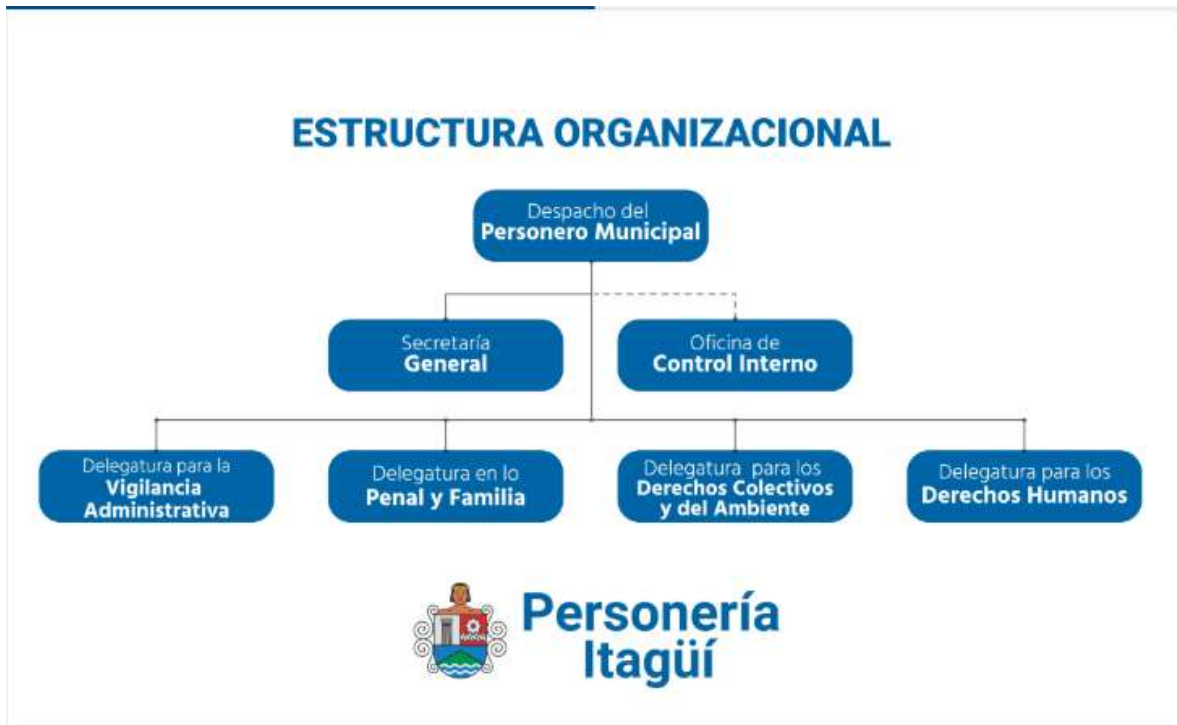 ESTRUCTURA ORGANIZACIONAL
Despacho del
Personero Municipal
Secretaría
General
Oficina de
Control Interno
Delegatura para la
Vigilancia
Administrativa
Delegatura en lo
Penal y Familia
Delegatura para los
Derechos Colectivos
y del Ambiente
Delegatura para los
Derechos Humanos
Personería
Itagüí